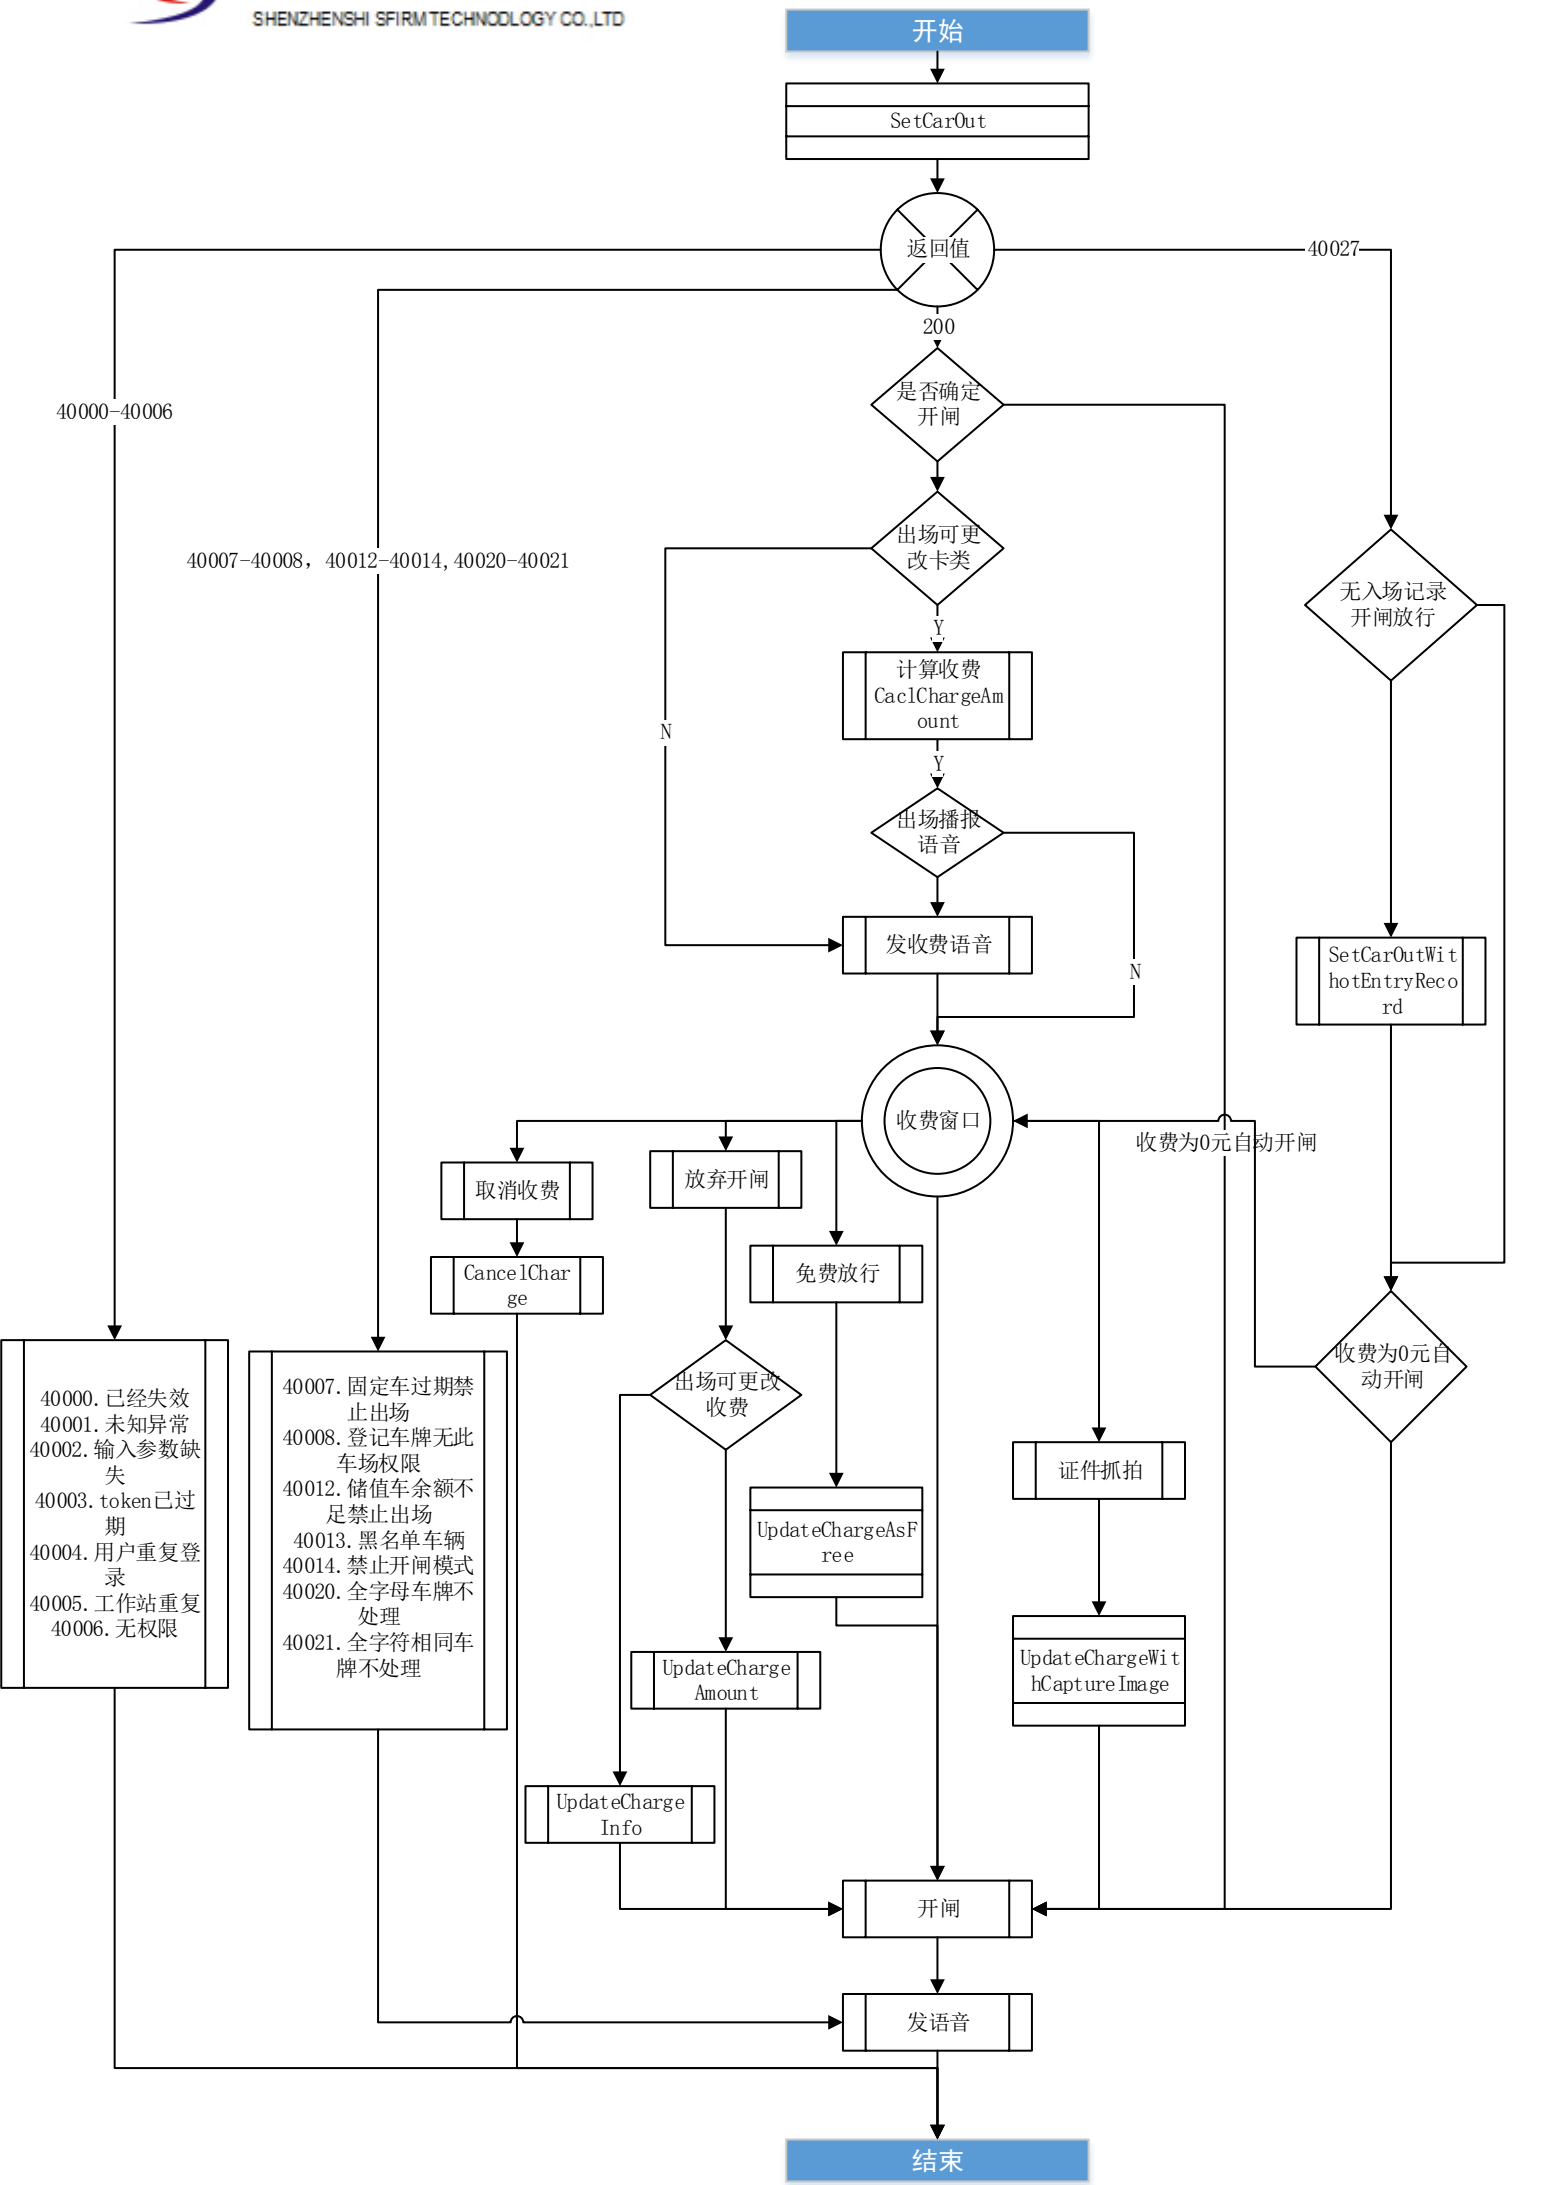 SHENZHENSHI SFIRM TECHNODLOGY CO.,LTD
开始
SetCarOut
返回值
40027
200
是否确定
开闸
40000-40006
40007-40008, 40012-40014,40020-40021
出场可更
改卡类
无入场记录
开闸放行
Y
计算收费
CaclChargeAm
ount
N
Y
出场播报
语音
发收费语音
N
SetCarOutWit
hotEntryReco
rd
收费窗口
收费为0元自动开闸
取消收费
放弃开闸
CancelChar
ge
免费放行
收费为0元自
动开闸
出场可更改
收费
证件抓拍
40000.已经失效
40001.未知异常
40002.输入参数缺
失
40003.token已过
期
40004.用户重复登
录
40005.工作站重复
40006.无权限
40007.固定车过期禁
止出场
40008.登记车牌无此
车场权限
40012.储值车余额不
足禁止出场
40013.黑名单车辆
40014.禁止开闸模式
40020.全字母车牌不
处理
40021.全字符相同车
牌不处理
UpdateChargeAsF
ree
UpdateCharge
Amount
UpdateChargeWit
hCaptureImage
UpdateCharge
Info
开闸
发语音
结束